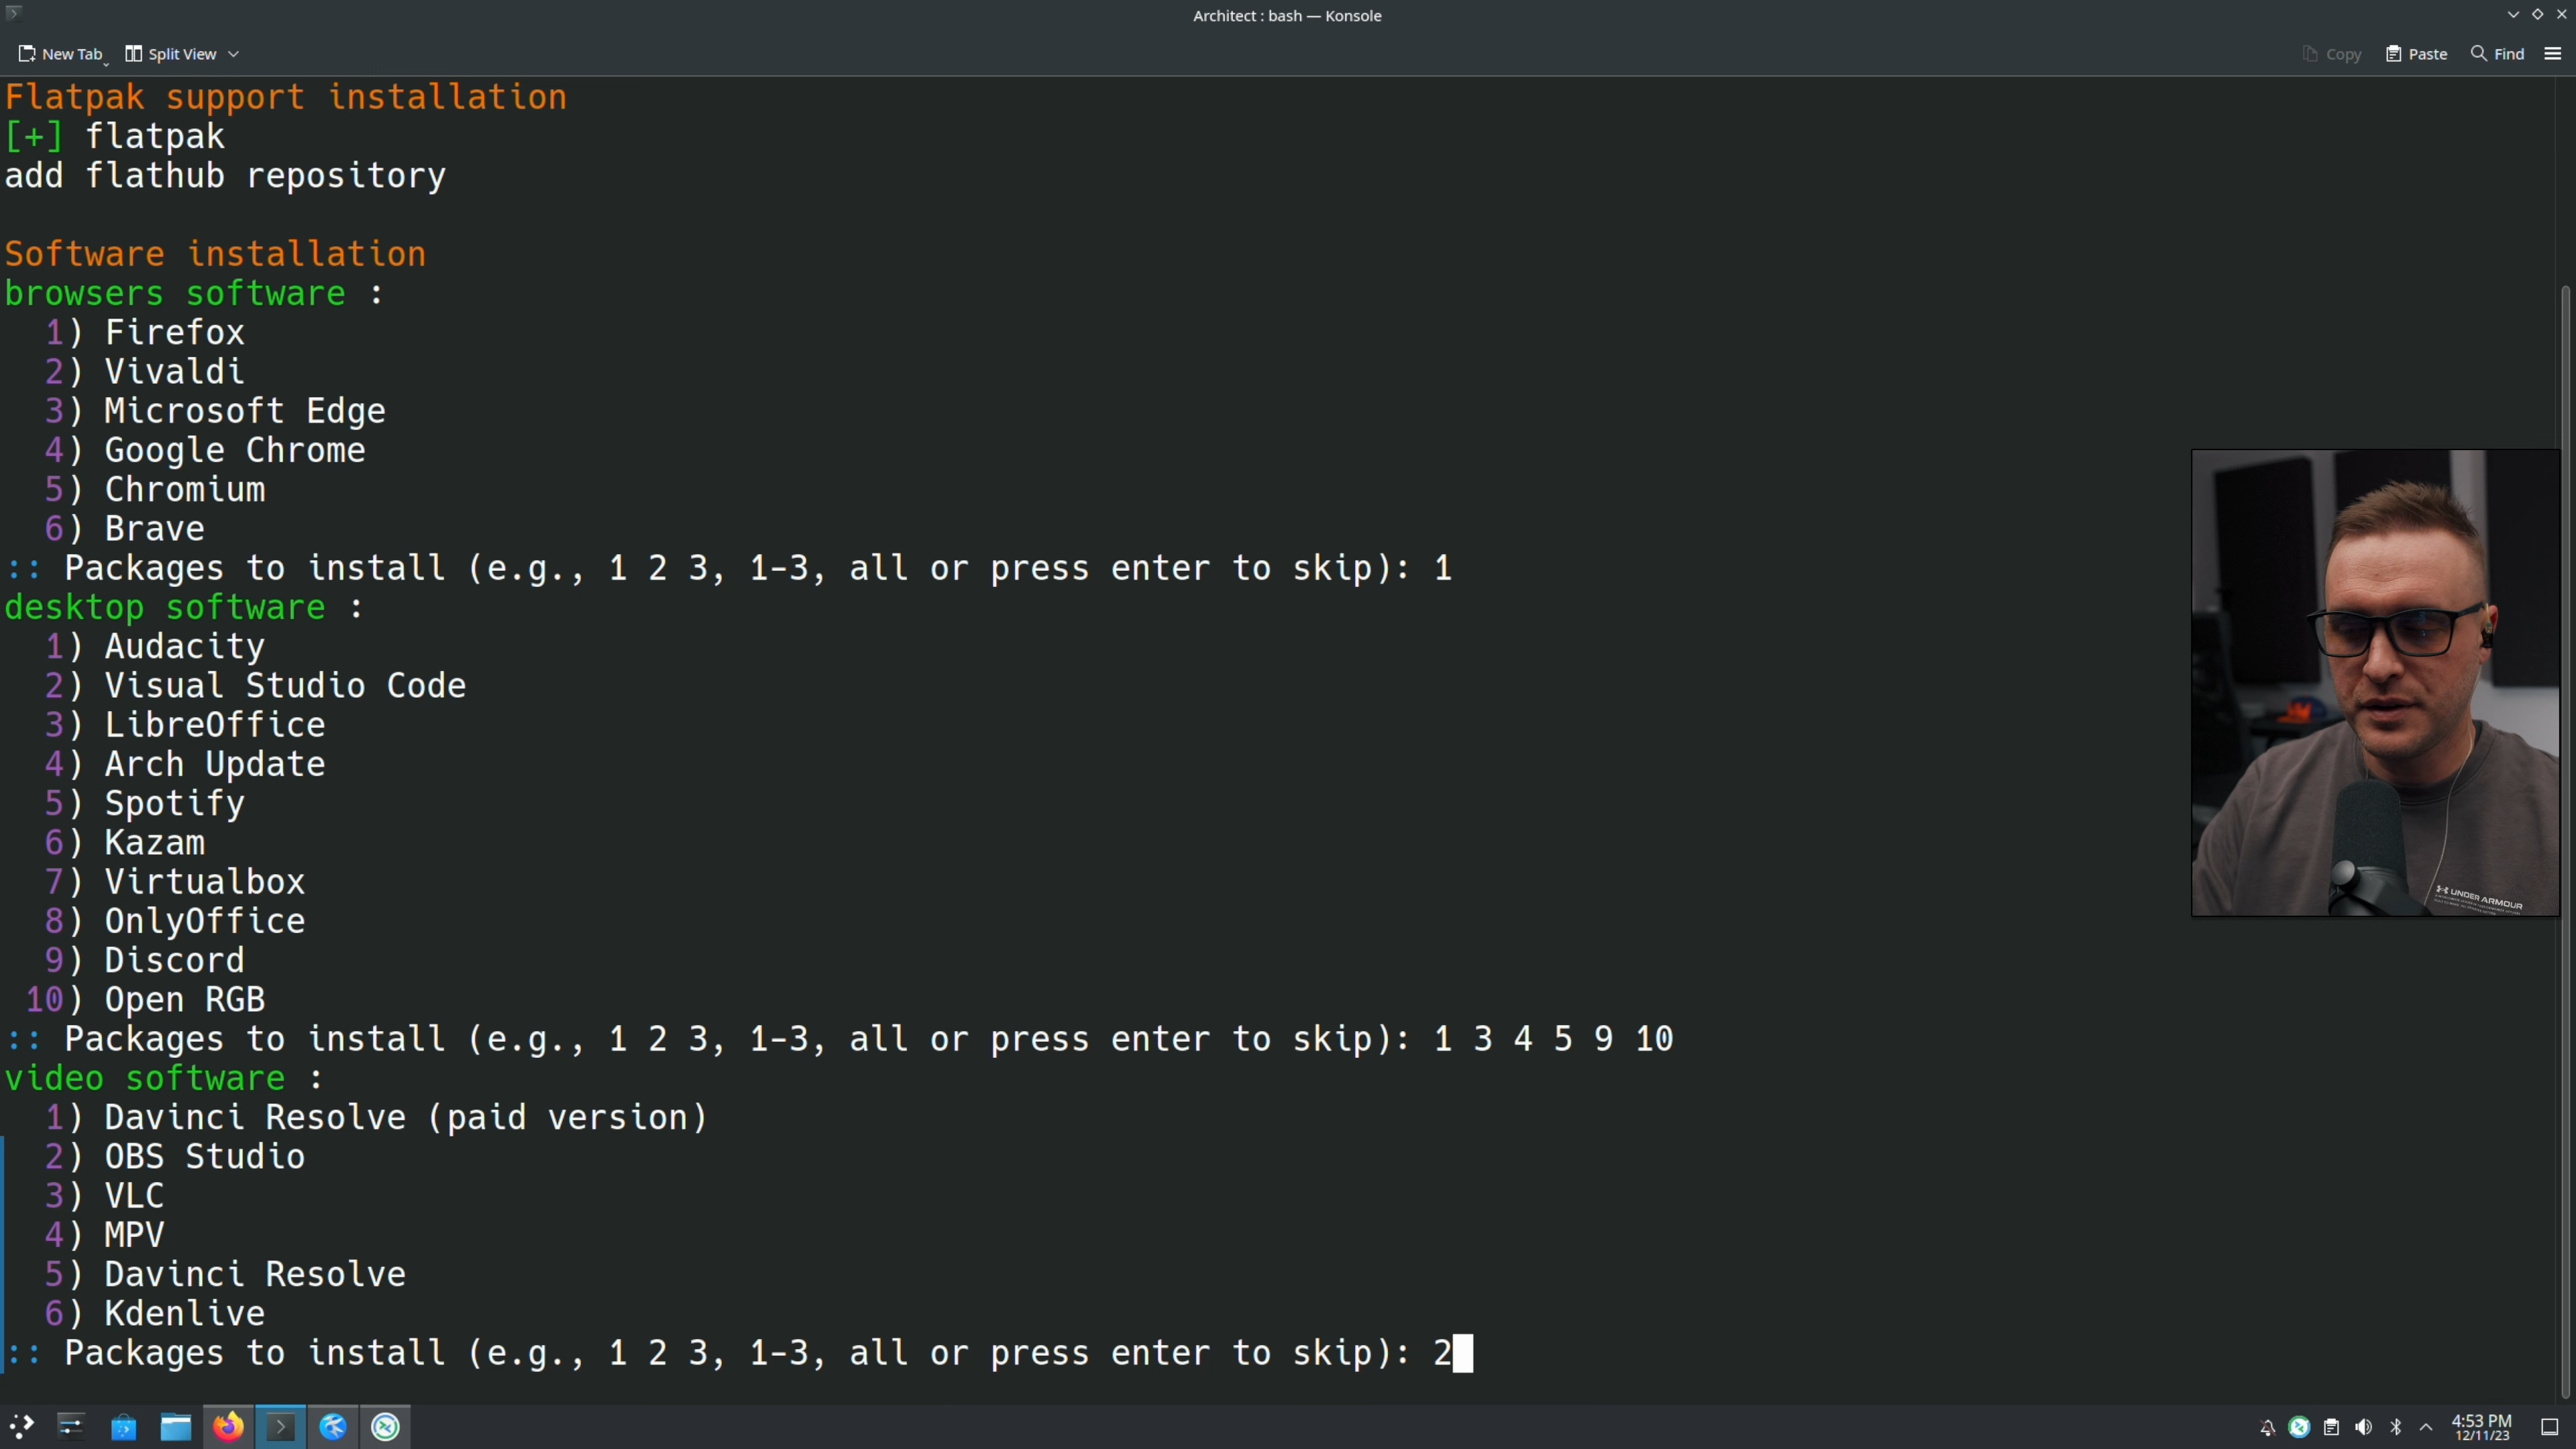 Architect : bash — Konsole
New Tab Split View Copy Paste Find
Flatpak support installation
[+] flatpak
add flathub repository
Software installation
browsers software :
1) Firefox
2) Vivaldi
3) Microsoft Edge
4) Google Chrome
5) Chromium
6) Brave
:: Packages to install (e.g., 1 2 3, 1-3, all or press enter to skip): 1
desktop software :
1) Audacity
2) Visual Studio Code
3) LibreOffice
4) Arch Update
5) Spotify
6) Kazam
7) Virtualbox
8) OnlyOffice
9) Discord
10) Open RGB
:: Packages to install (e.g., 1 2 3, 1-3, all or press enter to skip): 1 3 4 5 9 10
video software :
1) Davinci Resolve (paid version)
2) OBS Studio
3) VLC
4) MPV
5) Davinci Resolve
6) Kdenlive
:: Packages to install (e.g., 1 2 3, 1-3, all or press enter to skip): 2
UNDER ARMOUR
4:53 PM
12/11/23